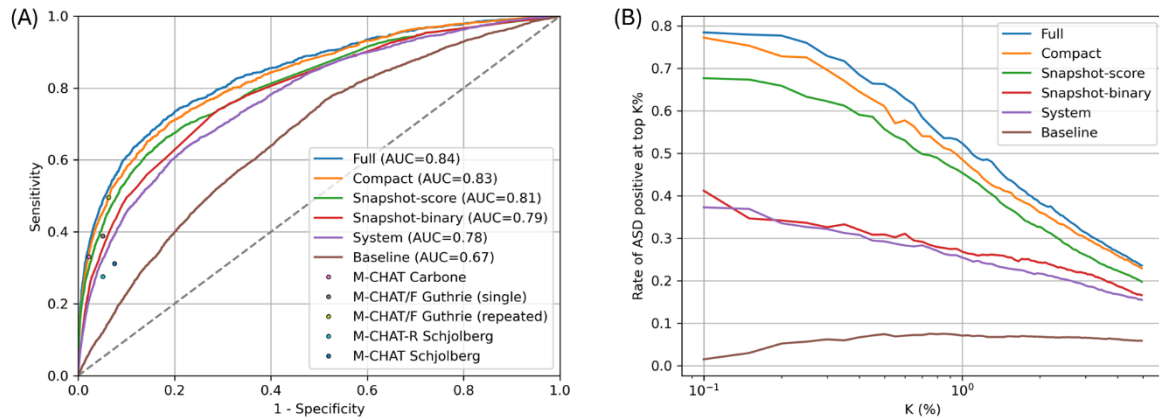 (A)
1.0
0.8
0.6
0.4
0.2
0.0
Sensitivity
Full (AUC=0.84)
Compact (AUC=0.83)
Snapshot-score (AUC=0.81)
Snapshot-binary (AUC=0.79)
System (AUC=0.78)
Baseline (AUC=0.67)
M-CHAT Carbone
M-CHAT/F Guthrie (single)
M-CHAT/F Guthrie (repeated)
M-CHAT-R Schjolberg
M-CHAT Schjolberg
0.0 0.2 0.4 0.6 0.8 1.0
1 - Specificity
(B)
0.8
0.7
0.6
0.5
0.4
0.3
0.2
0.1
0.0
Rate of ASD positive at top K%
Full
Compact
Snapshot-score
Snapshot-binary
System
Baseline
10⁻¹ 10⁰
K (%)